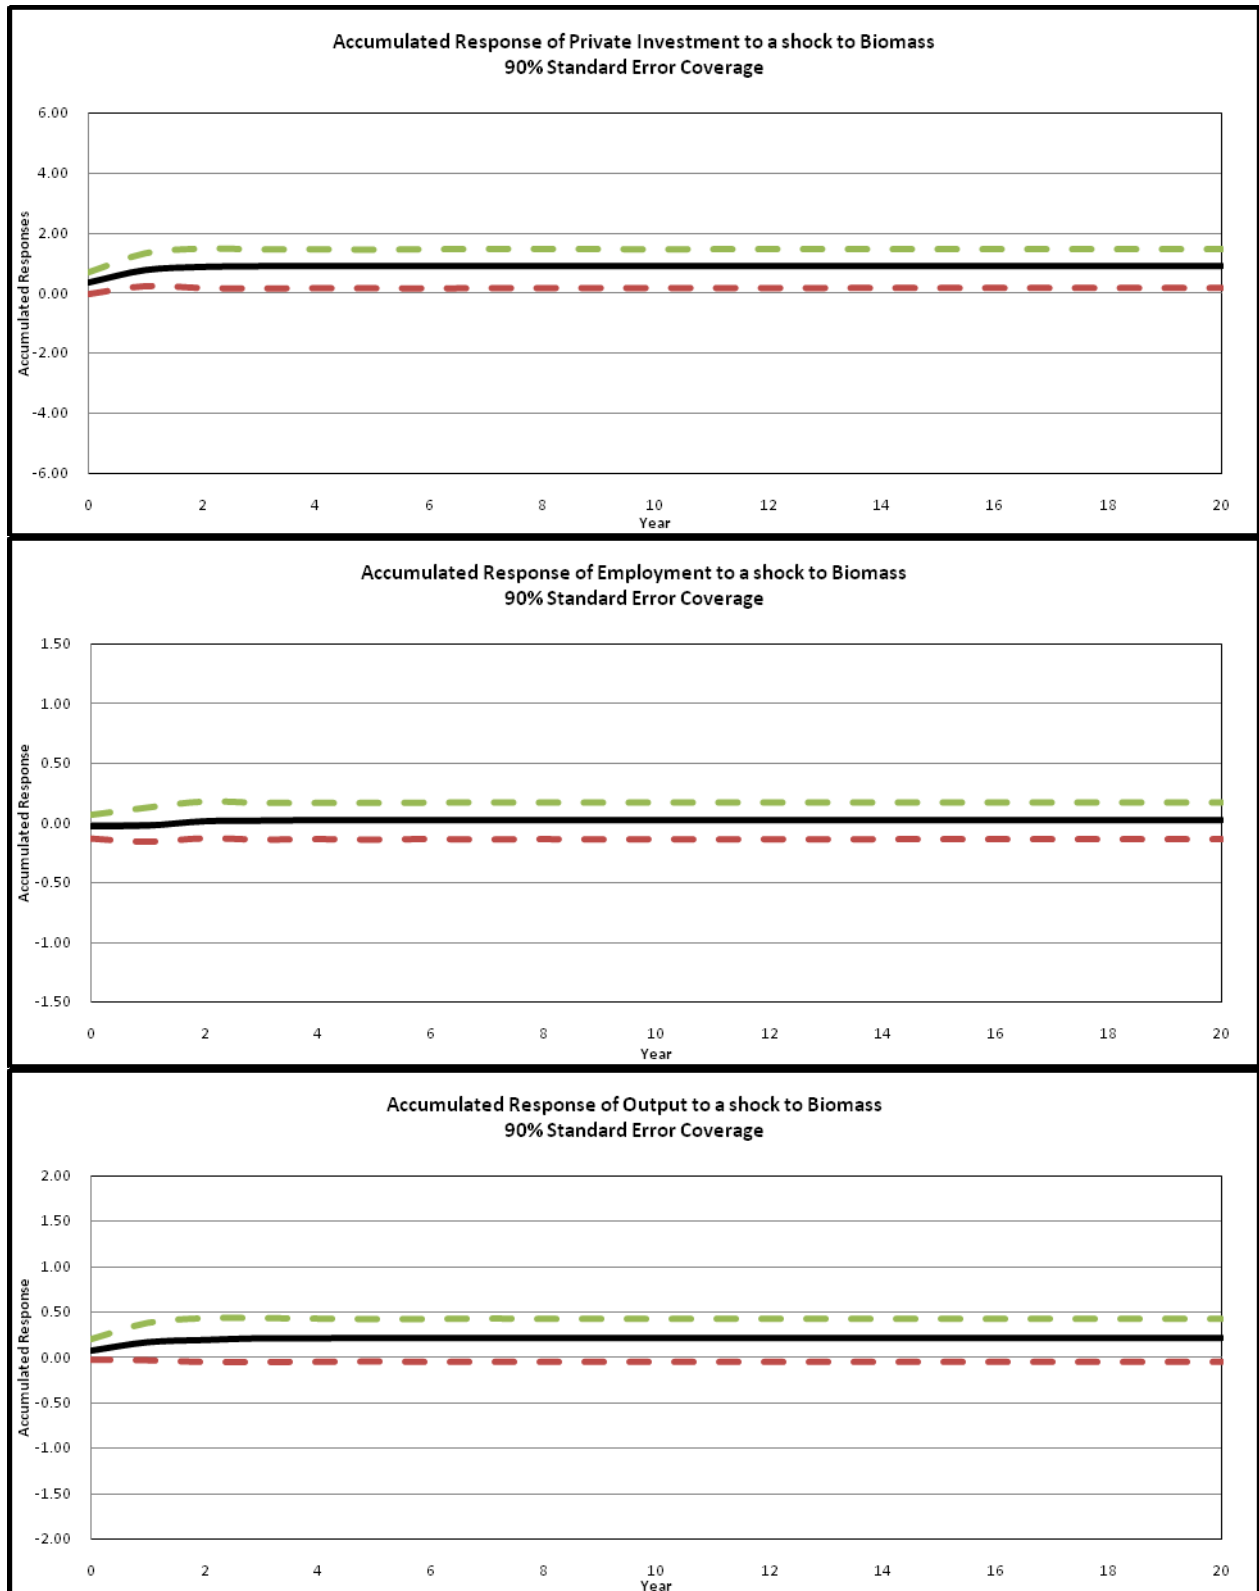 Accumulated Response of Private Investment to a shock to Biomass
90% Standard Error Coverage
6.00
4.00
2.00
0.00
-2.00
-4.00
-6.00
Accumulated Responses
0 2 4 6 8 10 12 14 16 18 20
Year
Accumulated Response of Employment to a shock to Biomass
90% Standard Error Coverage
1.50
1.00
0.50
0.00
-0.50
-1.00
-1.50
Accumulated Response
0 2 4 6 8 10 12 14 16 18 20
Year
Accumulated Response of Output to a shock to Biomass
90% Standard Error Coverage
2.00
1.50
1.00
0.50
0.00
-0.50
-1.00
-1.50
-2.00
Accumulated Response
0 2 4 6 8 10 12 14 16 18 20
Year